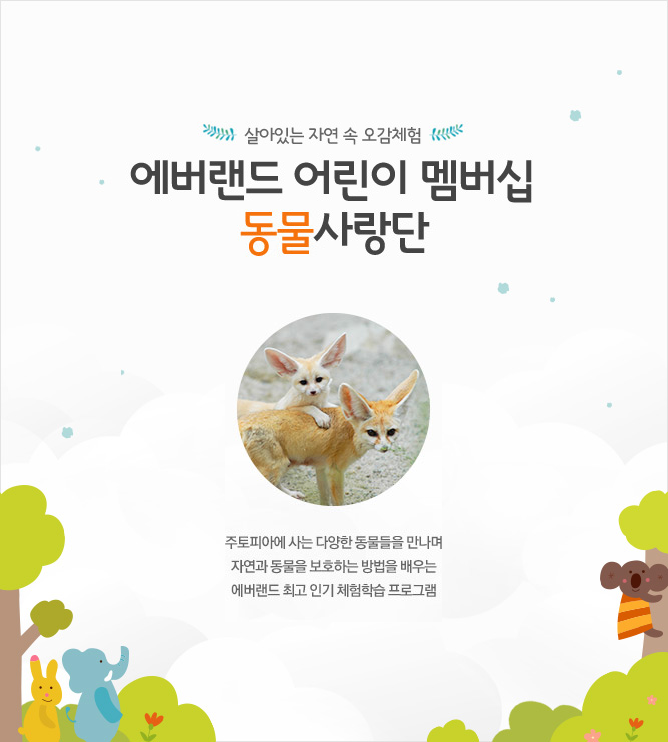 살아있는 자연 속 오감체험
에버랜드 어린이 멤버십
동물사랑단
주토피아에 사는 다양한 동물들을 만나며
자연과 동물을 보호하는 방법을 배우는
에버랜드 최고 인기 체험학습 프로그램